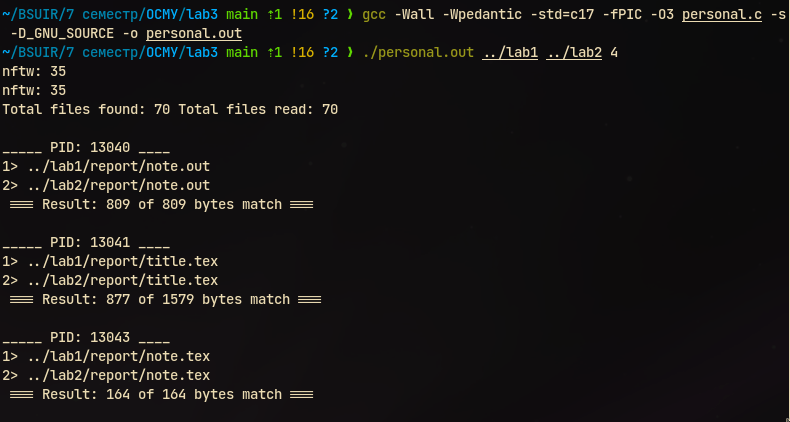 ~/BSUIR/7 семестр/OCMY/lab3 main ⇡1 !16 ?2 ❯ gcc -Wall -Wpedantic -std=c17 -fPIC -O3 personal.c -s
-D_GNU_SOURCE -o personal.out
~/BSUIR/7 семестр/OCMY/lab3 main ⇡1 !16 ?2 ❯ ./personal.out ../lab1 ../lab2 4
nftw: 35
nftw: 35
Total files found: 70 Total files read: 70
_____ PID: 13040 ____
1> ../lab1/report/note.out
2> ../lab2/report/note.out
=== Result: 809 of 809 bytes match ===
_____ PID: 13041 ____
1> ../lab1/report/title.tex
2> ../lab2/report/title.tex
=== Result: 877 of 1579 bytes match ===
_____ PID: 13043 ____
1> ../lab1/report/note.tex
2> ../lab2/report/note.tex
=== Result: 164 of 164 bytes match ===